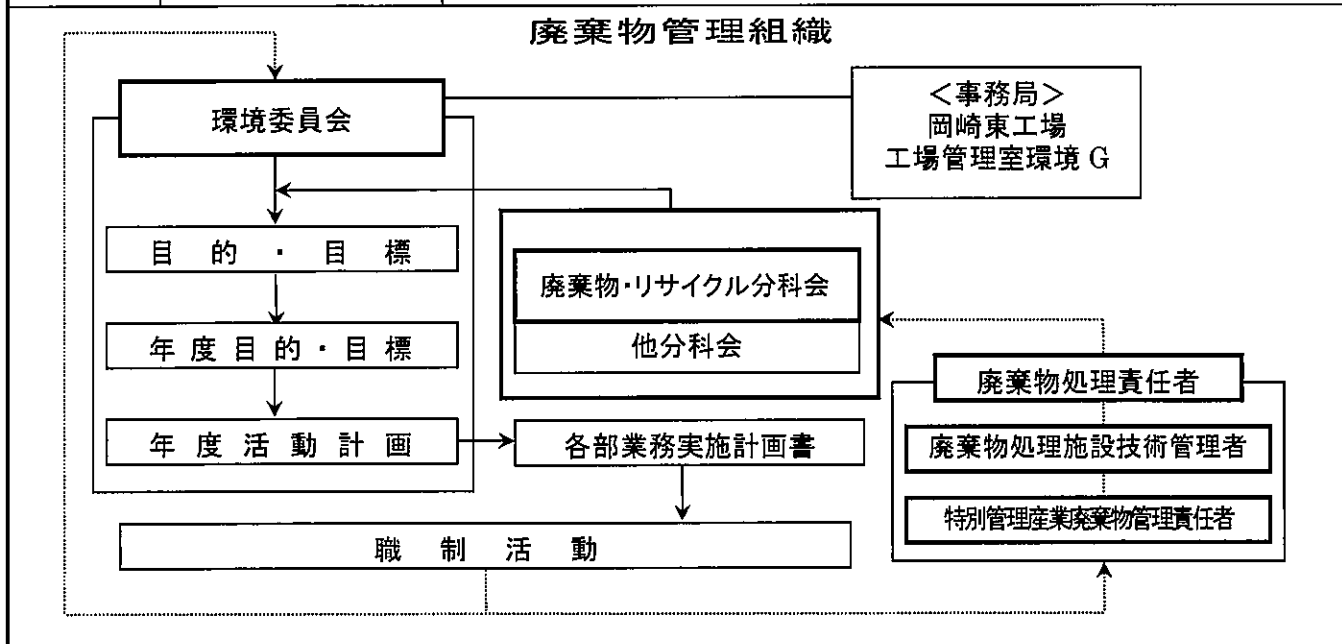 廃棄物管理組織
環境委員会
＜事務局＞
岡崎東工場
工場管理室環境 G
目的・目標
廃棄物・リサイクル分科会
他分科会
年度目的・目標
廃棄物処理責任者
年度活動計画
各部業務実施計画書
廃棄物処理施設技術管理者
特別管理産業廃棄物管理責任者
職制活動